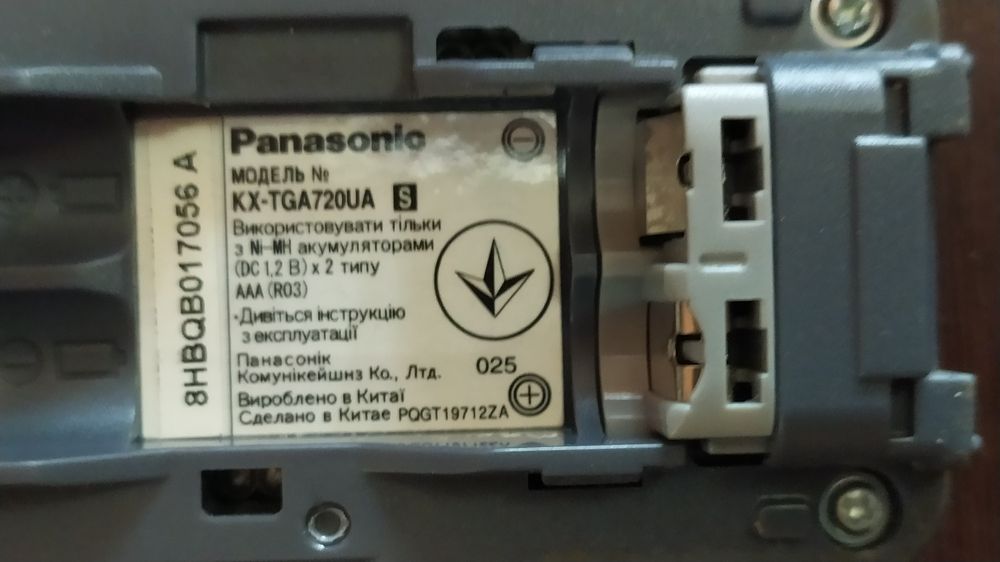 8HBQB017056 A
Panasonic
МОДЕЛЬ №
KX-TGA720UA S
Використовувати тільки
з Ni-MH акумуляторами
(DC 1,2 В) х 2 типу
AAA (R03)
•Дивіться інструкцію
з експлуатації
Панасонік
Комунікейшнз Ко., Лтд.
025
Вироблено в Китаї
Сделано в Китае PQGT19712ZA